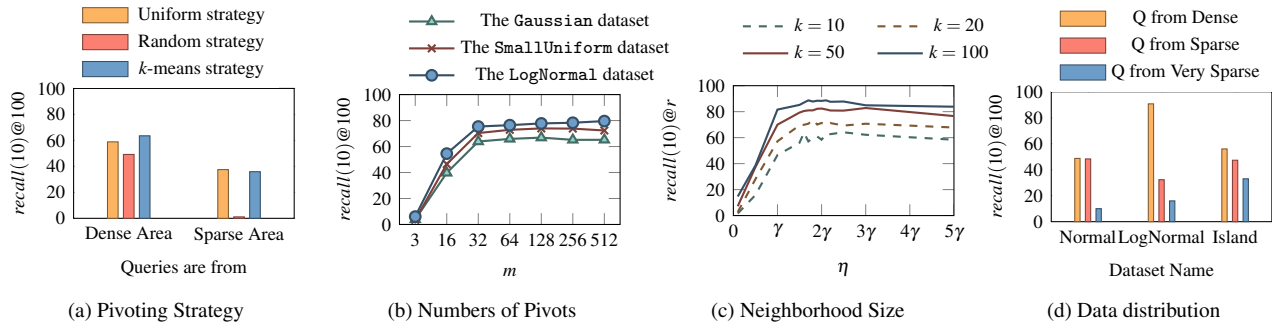 Uniform strategy
Random strategy
k-means strategy
recall(10)@100
100
80
60
40
20
0
Dense Area
Sparse Area
Queries are from
(a) Pivoting Strategy
The Gaussian dataset
The SmallUniform dataset
The LogNormal dataset
recall(10)@100
100
80
60
40
20
0
3 16 32 64 128 256 512
m
(b) Numbers of Pivots
k = 10
k = 20
k = 50
k = 100
recall(10)@r
100
80
60
40
20
0
0 γ 2γ 3γ 4γ 5γ
η
(c) Neighborhood Size
Q from Dense
Q from Sparse
Q from Very Sparse
recall(10)@100
100
80
60
40
20
0
Normal LogNormal Island
Dataset Name
(d) Data distribution